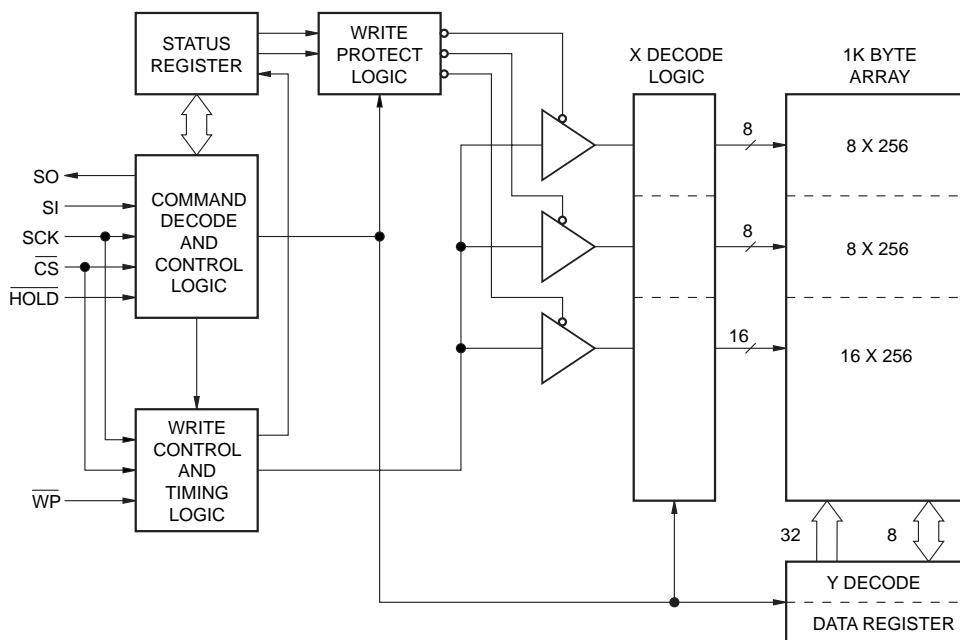 STATUS
REGISTER
WRITE
PROTECT
LOGIC
X DECODE
LOGIC
1K BYTE
ARRAY
8
8 X 256
SO
SI
SCK
CS
HOLD
COMMAND
DECODE
AND
CONTROL
LOGIC
8
8 X 256
16
16 X 256
WP
WRITE
CONTROL
AND
TIMING
LOGIC
32
8
Y DECODE
DATA REGISTER